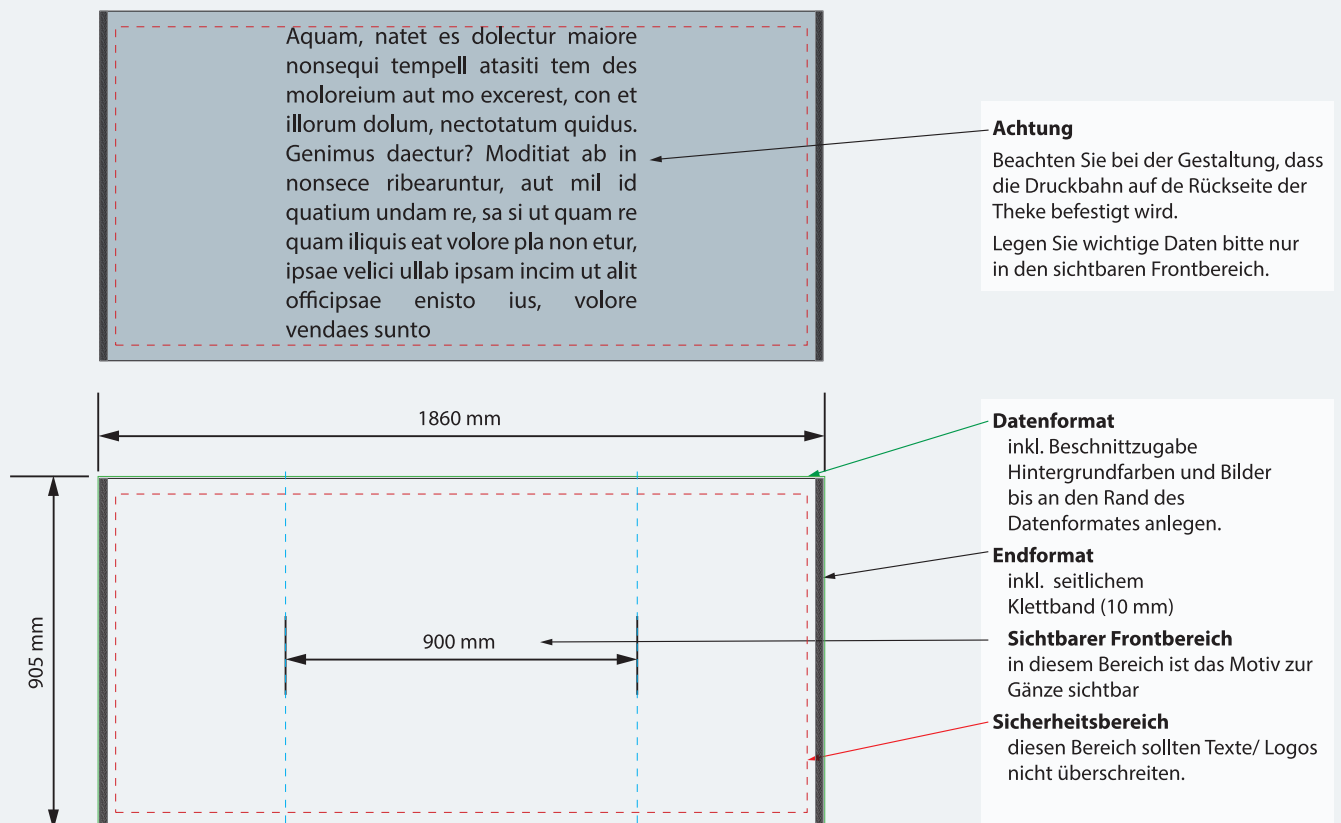 Aquam, natet es dolectur maiore
nonsequi tempell atasiti tem des
moloreium aut mo excerest, con et
illorum dolum, nectotatum quidus.
Genimus daectur? Moditiat ab in
nonsece ribearuntur, aut mil id
quatium undam re, sa si ut quam re
quam iliquis eat volore pla non etur,
ipsae velici ullab ipsam incim ut alit
officipsae enisto ius, volore
vendaes sunto
Achtung
Beachten Sie bei der Gestaltung, dass
die Druckbahn auf de Rückseite der
Theke befestigt wird.
Legen Sie wichtige Daten bitte nur
in den sichtbaren Frontbereich.
1860 mm
905 mm
900 mm
Datenformat
inkl. Beschnittzugabe
Hintergrundfarben und Bilder
bis an den Rand des
Datenformates anlegen.
Endformat
inkl. seitlichem
Klettband (10 mm)
Sichtbarer Frontbereich
in diesem Bereich ist das Motiv zur
Gänze sichtbar
Sicherheitsbereich
diesen Bereich sollten Texte/ Logos
nicht überschreiten.